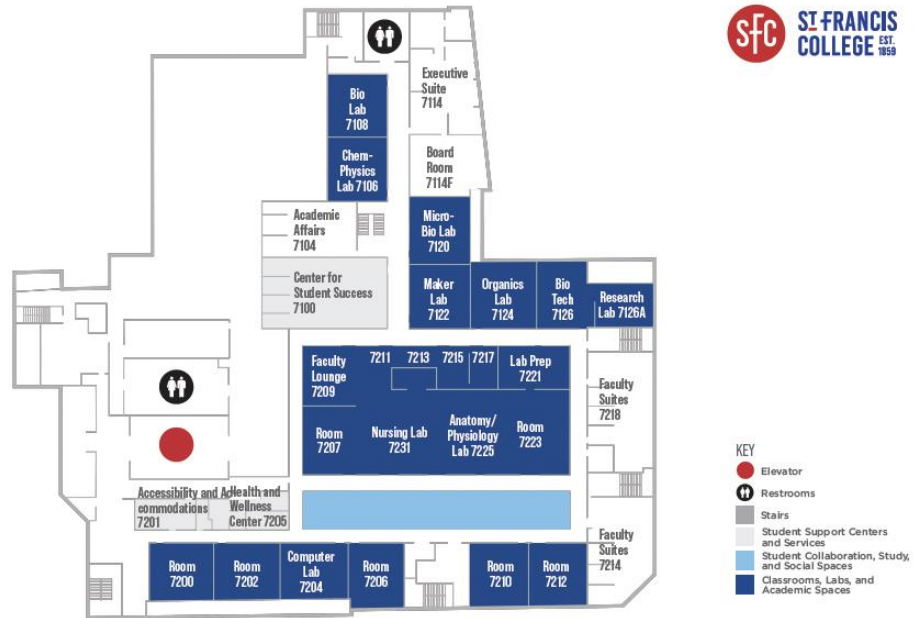 SFC
ST FRANCIS
COLLEGE EST.
1859
Executive
Suite
7114
Bio
Lab
7108
Board
Room
7114F
Chem-
Physics
Lab 7106
Academic
Affairs
7104
Micro-
Bio Lab
7120
Center for
Student Success
7100
Maker
Lab
7122
Organics
Lab
7124
Bio
Tech
7126
Research
Lab 7126A
Faculty
Lounge
7209
7211
7213
7215
7217
Lab Prep
7221
Faculty
Suites
7218
Room
7207
Nursing Lab
7231
Anatomy/
Physiology
Lab 7225
Room
7223
Accessibility and Ac-
commodations
7201
Health and
Wellness
Center 7205
Faculty
Suites
7214
Room
7200
Room
7202
Computer
Lab
7204
Room
7206
Room
7210
Room
7212
KEY
Elevator
Restrooms
Stairs
Student Support Centers
and Services
Student Collaboration, Study,
and Social Spaces
Classrooms, Labs, and
Academic Spaces